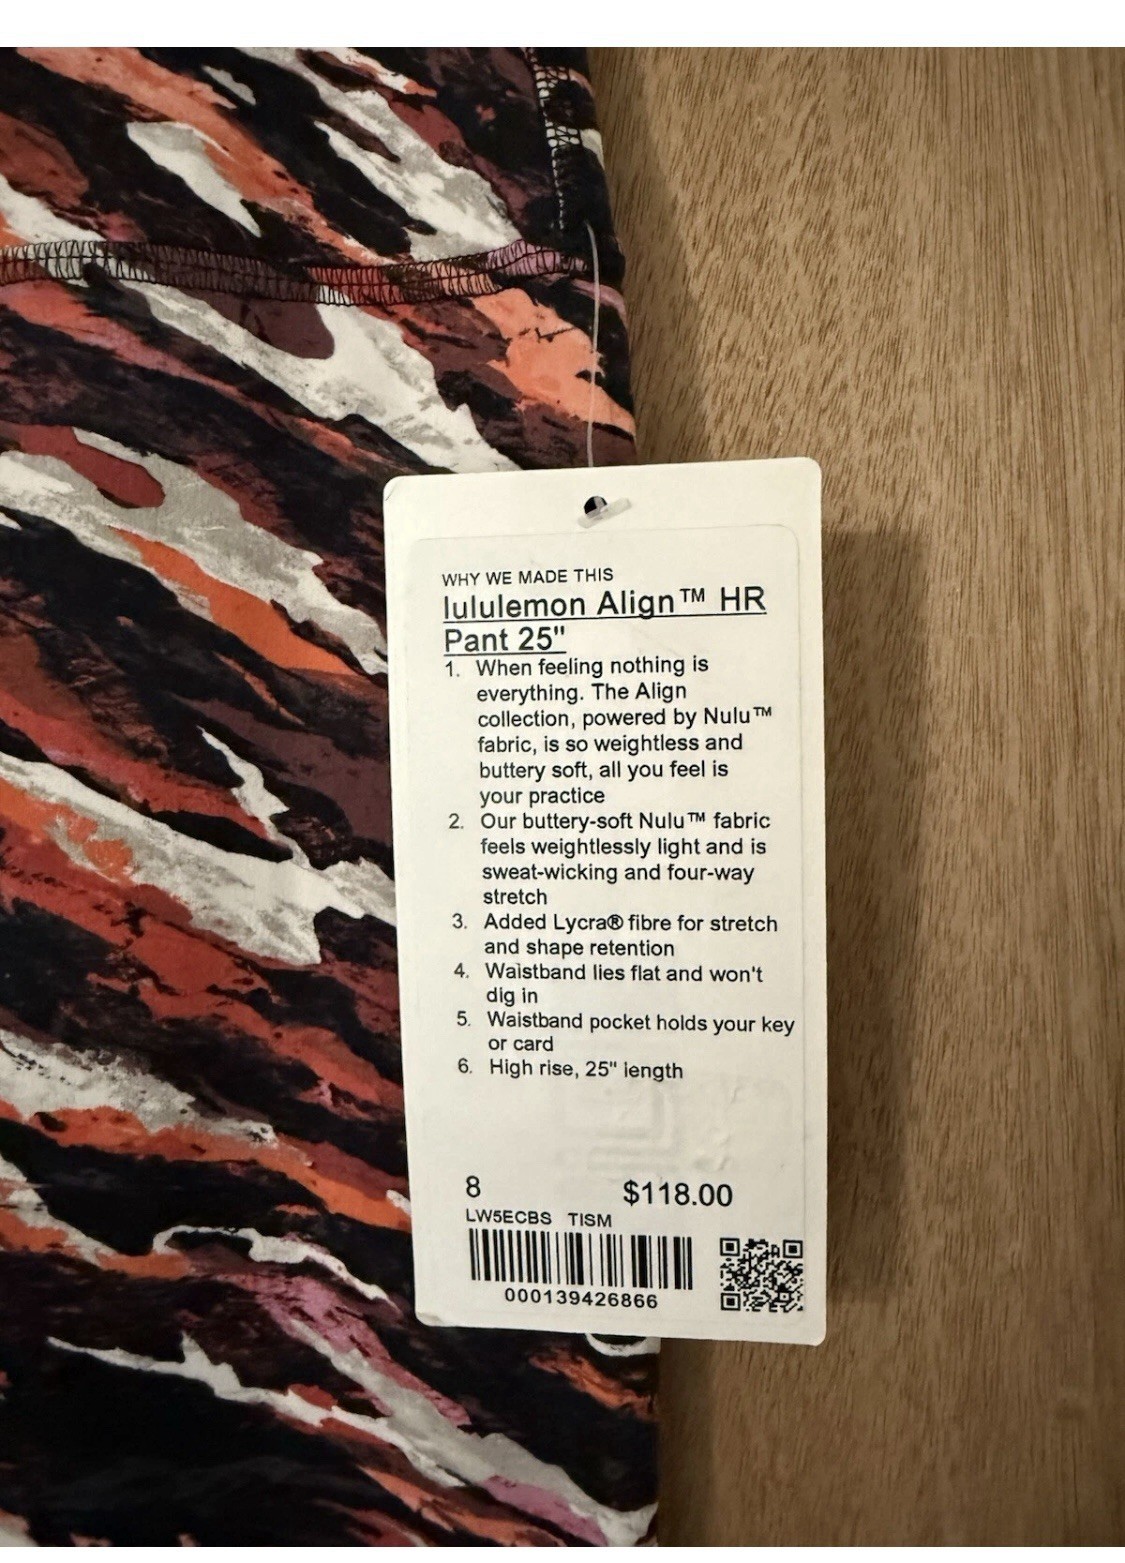 WHY WE MADE THIS
lululemon Align™ HR
Pant 25"
1. When feeling nothing is
everything. The Align
collection, powered by Nulu™
fabric, is so weightless and
buttery soft, all you feel is
your practice
2. Our buttery-soft Nulu™ fabric
feels weightlessly light and is
sweat-wicking and four-way
stretch
3. Added Lycra® fibre for stretch
and shape retention
4. Waistband lies flat and won't
dig in
5. Waistband pocket holds your key
or card
6. High rise, 25" length
8 $118.00
LW5ECBS TISM
000139426866